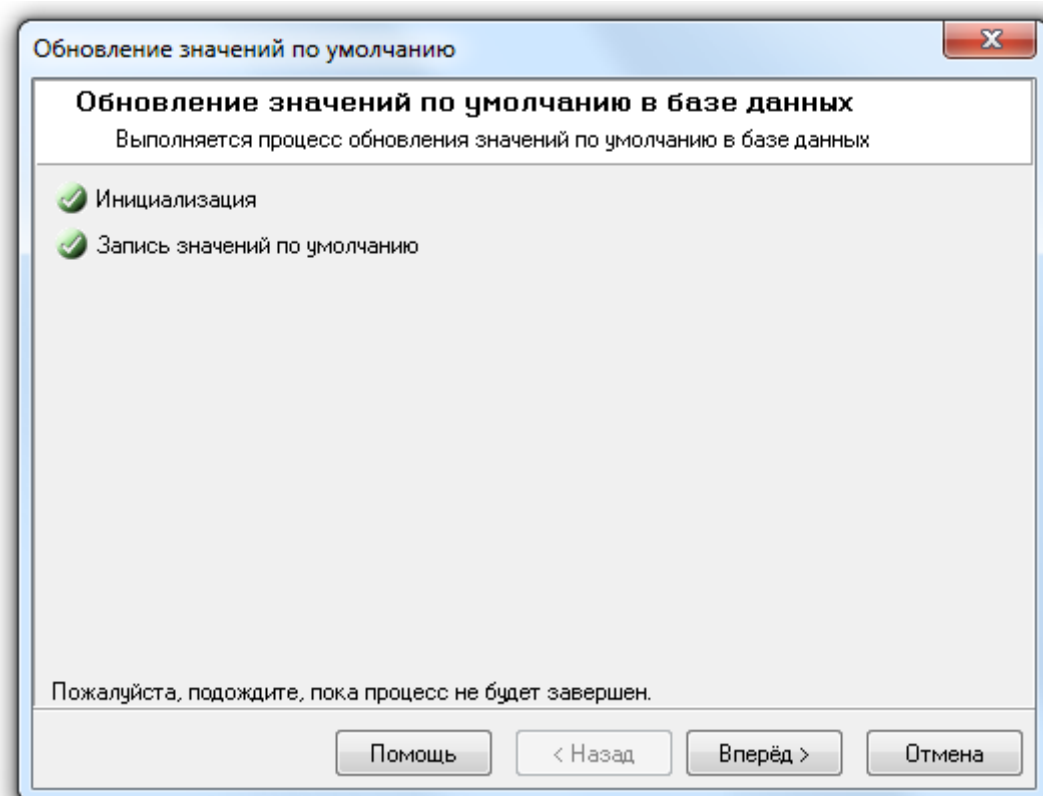 Обновление значений по умолчанию
Обновление значений по умолчанию в базе данных
Выполняется процесс обновления значений по умолчанию в базе данных
Инициализация
Запись значений по умолчанию
Пожалуйста, подождите, пока процесс не будет завершен.
Помощь
< Назад
Вперёд >
Отмена